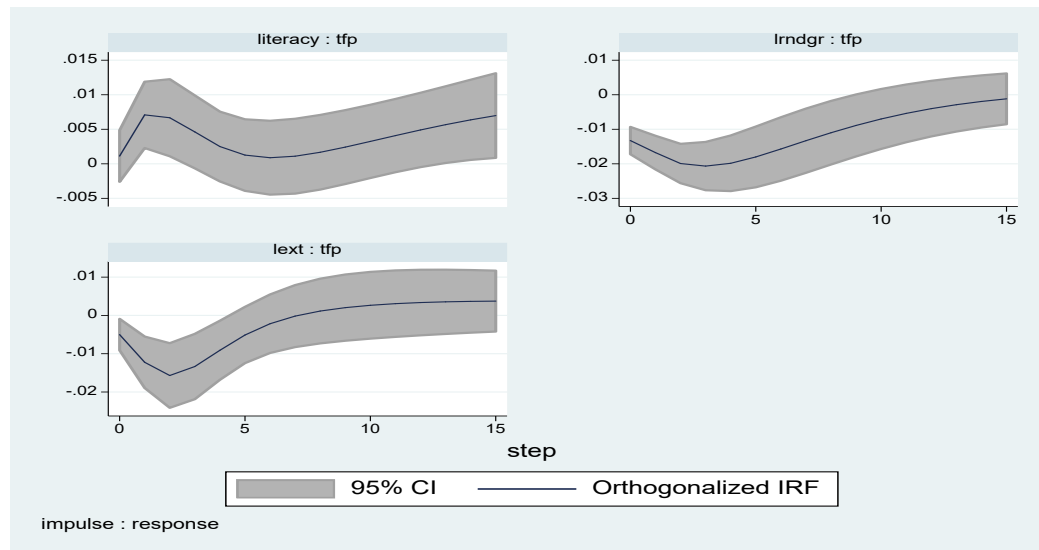 literacy : tfp
.015
.01
.005
0
-.005
lrndgr : tfp
.01
0
-.01
-.02
-.03
0 5 10 15
lext : tfp
.01
0
-.01
-.02
0 5 10 15
step
95% CI Orthogonalized IRF
impulse : response